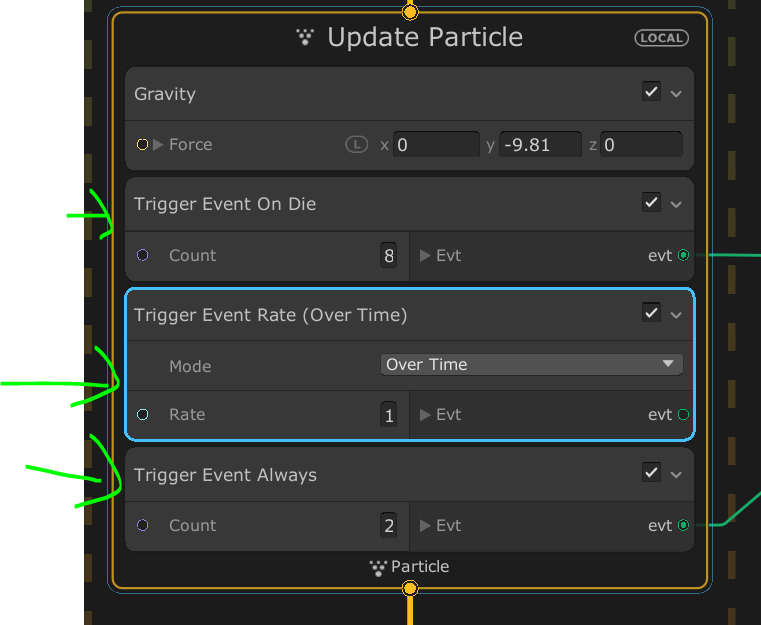 Update Particle LOCAL
Gravity
Force L x 0 y -9.81 z 0
Trigger Event On Die
Count 8 Evt evt
Trigger Event Rate (Over Time)
Mode Over Time
Rate 1 Evt evt
Trigger Event Always
Count 2 Evt evt
Particle